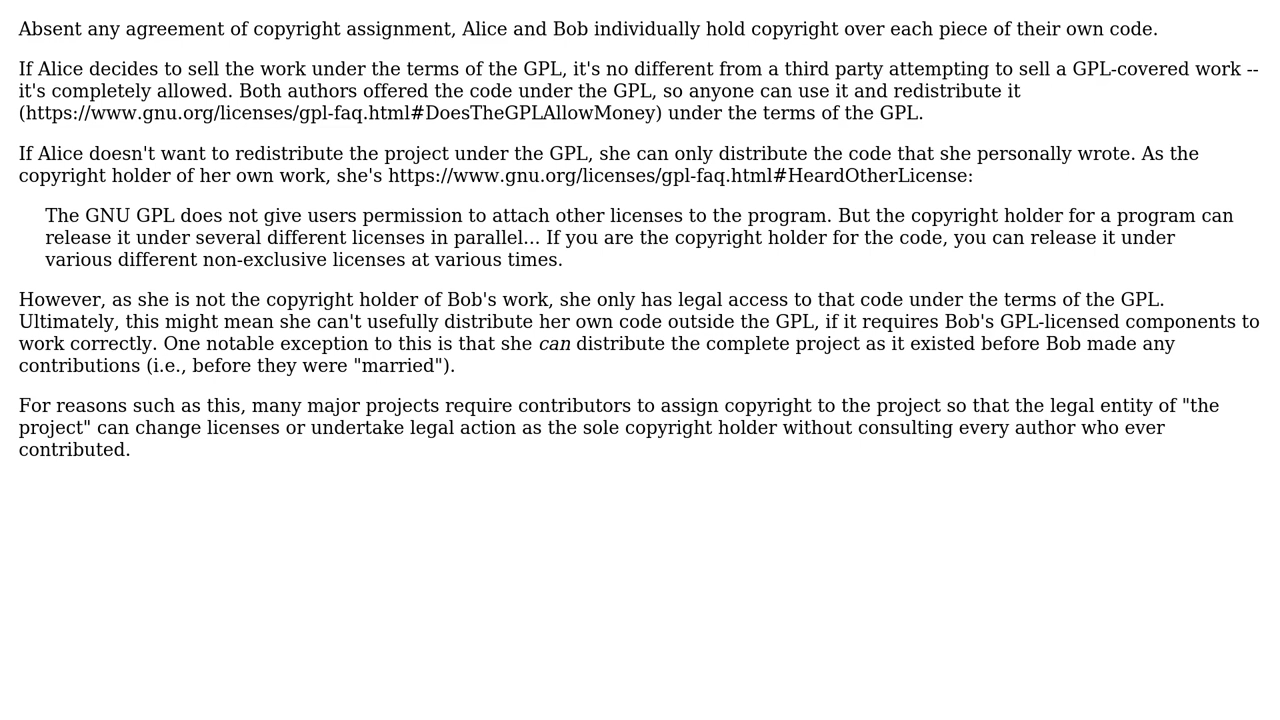 Absent any agreement of copyright assignment, Alice and Bob individually hold copyright over each piece of their own code.
If Alice decides to sell the work under the terms of the GPL, it's no different from a third party attempting to sell a GPL-covered work --
it's completely allowed. Both authors offered the code under the GPL, so anyone can use it and redistribute it
(https://www.gnu.org/licenses/gpl-faq.html#DoesTheGPLAllowMoney) under the terms of the GPL.
If Alice doesn't want to redistribute the project under the GPL, she can only distribute the code that she personally wrote. As the
copyright holder of her own work, she's https://www.gnu.org/licenses/gpl-faq.html#HeardOtherLicense:
The GNU GPL does not give users permission to attach other licenses to the program. But the copyright holder for a program can
release it under several different licenses in parallel... If you are the copyright holder for the code, you can release it under
various different non-exclusive licenses at various times.
However, as she is not the copyright holder of Bob's work, she only has legal access to that code under the terms of the GPL.
Ultimately, this might mean she can't usefully distribute her own code outside the GPL, if it requires Bob's GPL-licensed components to
work correctly. One notable exception to this is that she can distribute the complete project as it existed before Bob made any
contributions (i.e., before they were "married").
For reasons such as this, many major projects require contributors to assign copyright to the project so that the legal entity of "the
project" can change licenses or undertake legal action as the sole copyright holder without consulting every author who ever
contributed.